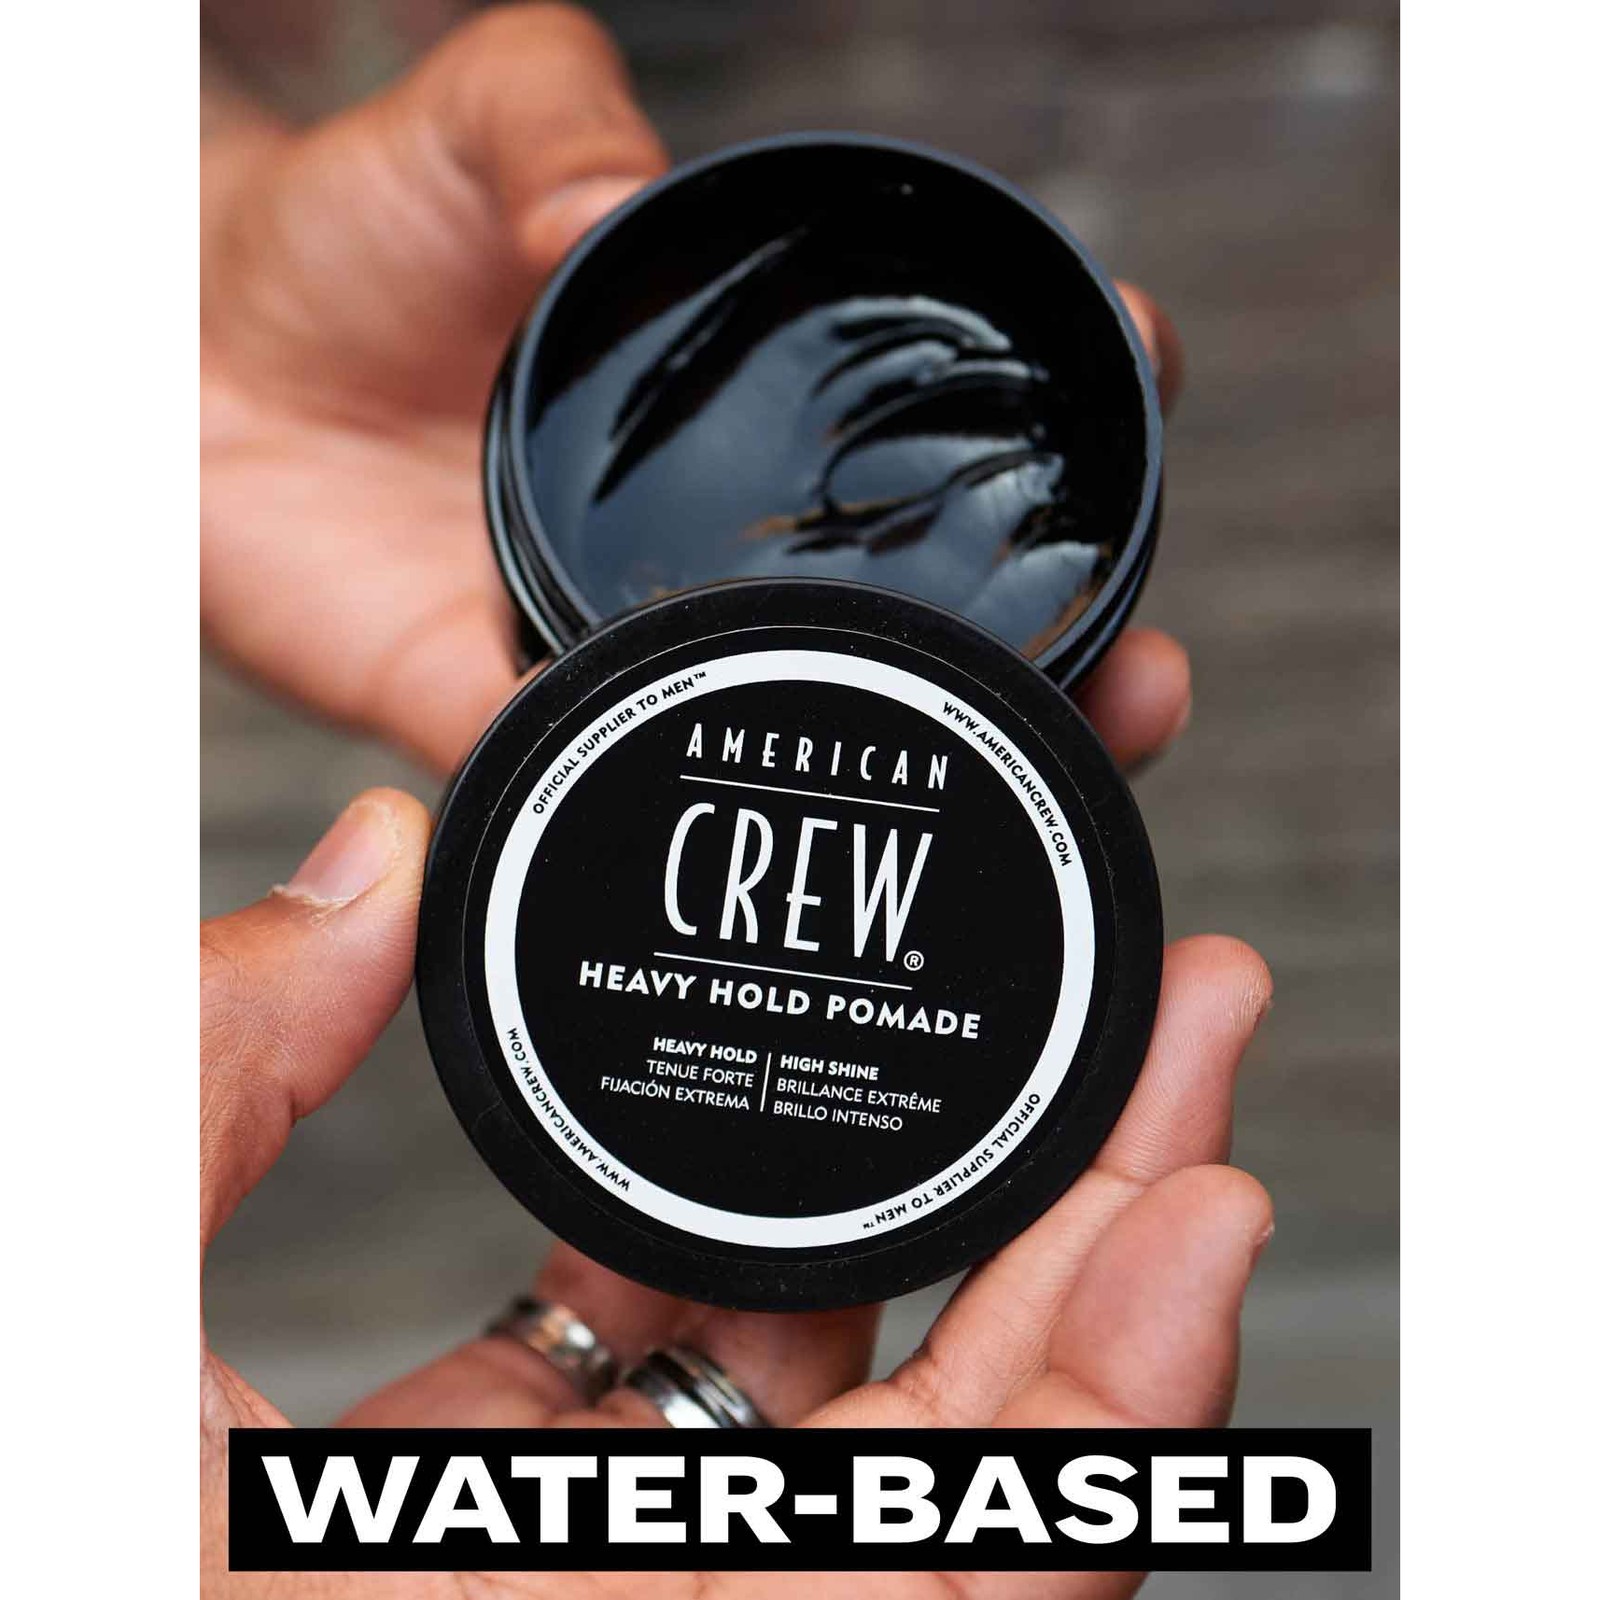 OFFICIAL SUPPLIER TO MEN™
WWW.AMERICANCREW.COM
AMERICAN
CREW®
HEAVY HOLD POMADE
HEAVY HOLD | HIGH SHINE
TENUE FORTE | BRILLANCE EXTRÊME
FIJACIÓN EXTREMA | BRILLO INTENSO
WWW.AMERICANCREW.COM
OFFICIAL SUPPLIER TO MEN™
WATER-BASED